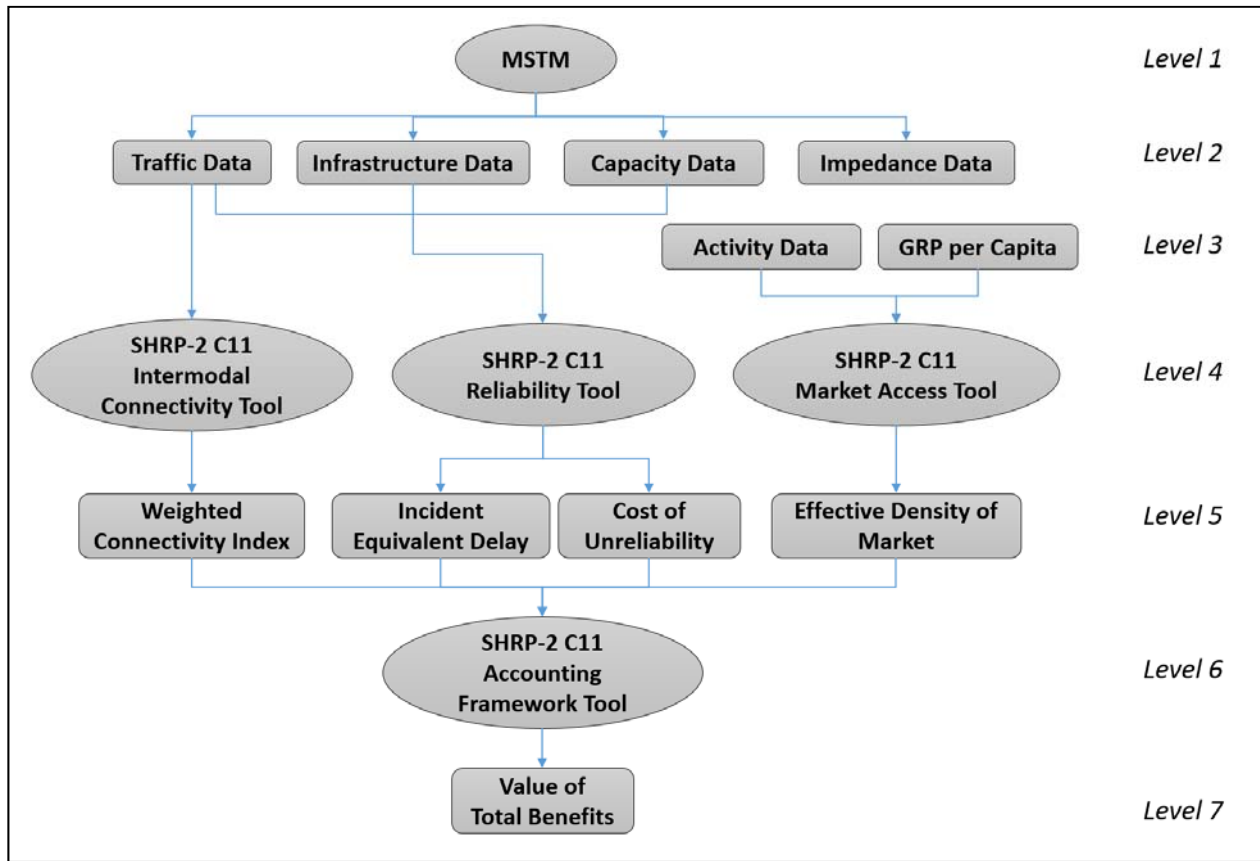 MSTM
Level 1
Traffic Data
Infrastructure Data
Capacity Data
Impedance Data
Level 2
Activity Data
GRP per Capita
Level 3
SHRP-2 C11
Intermodal
Connectivity Tool
SHRP-2 C11
Reliability Tool
SHRP-2 C11
Market Access Tool
Level 4
Weighted
Connectivity Index
Incident
Equivalent Delay
Cost of
Unreliability
Effective Density of
Market
Level 5
SHRP-2 C11
Accounting
Framework Tool
Level 6
Value of
Total Benefits
Level 7